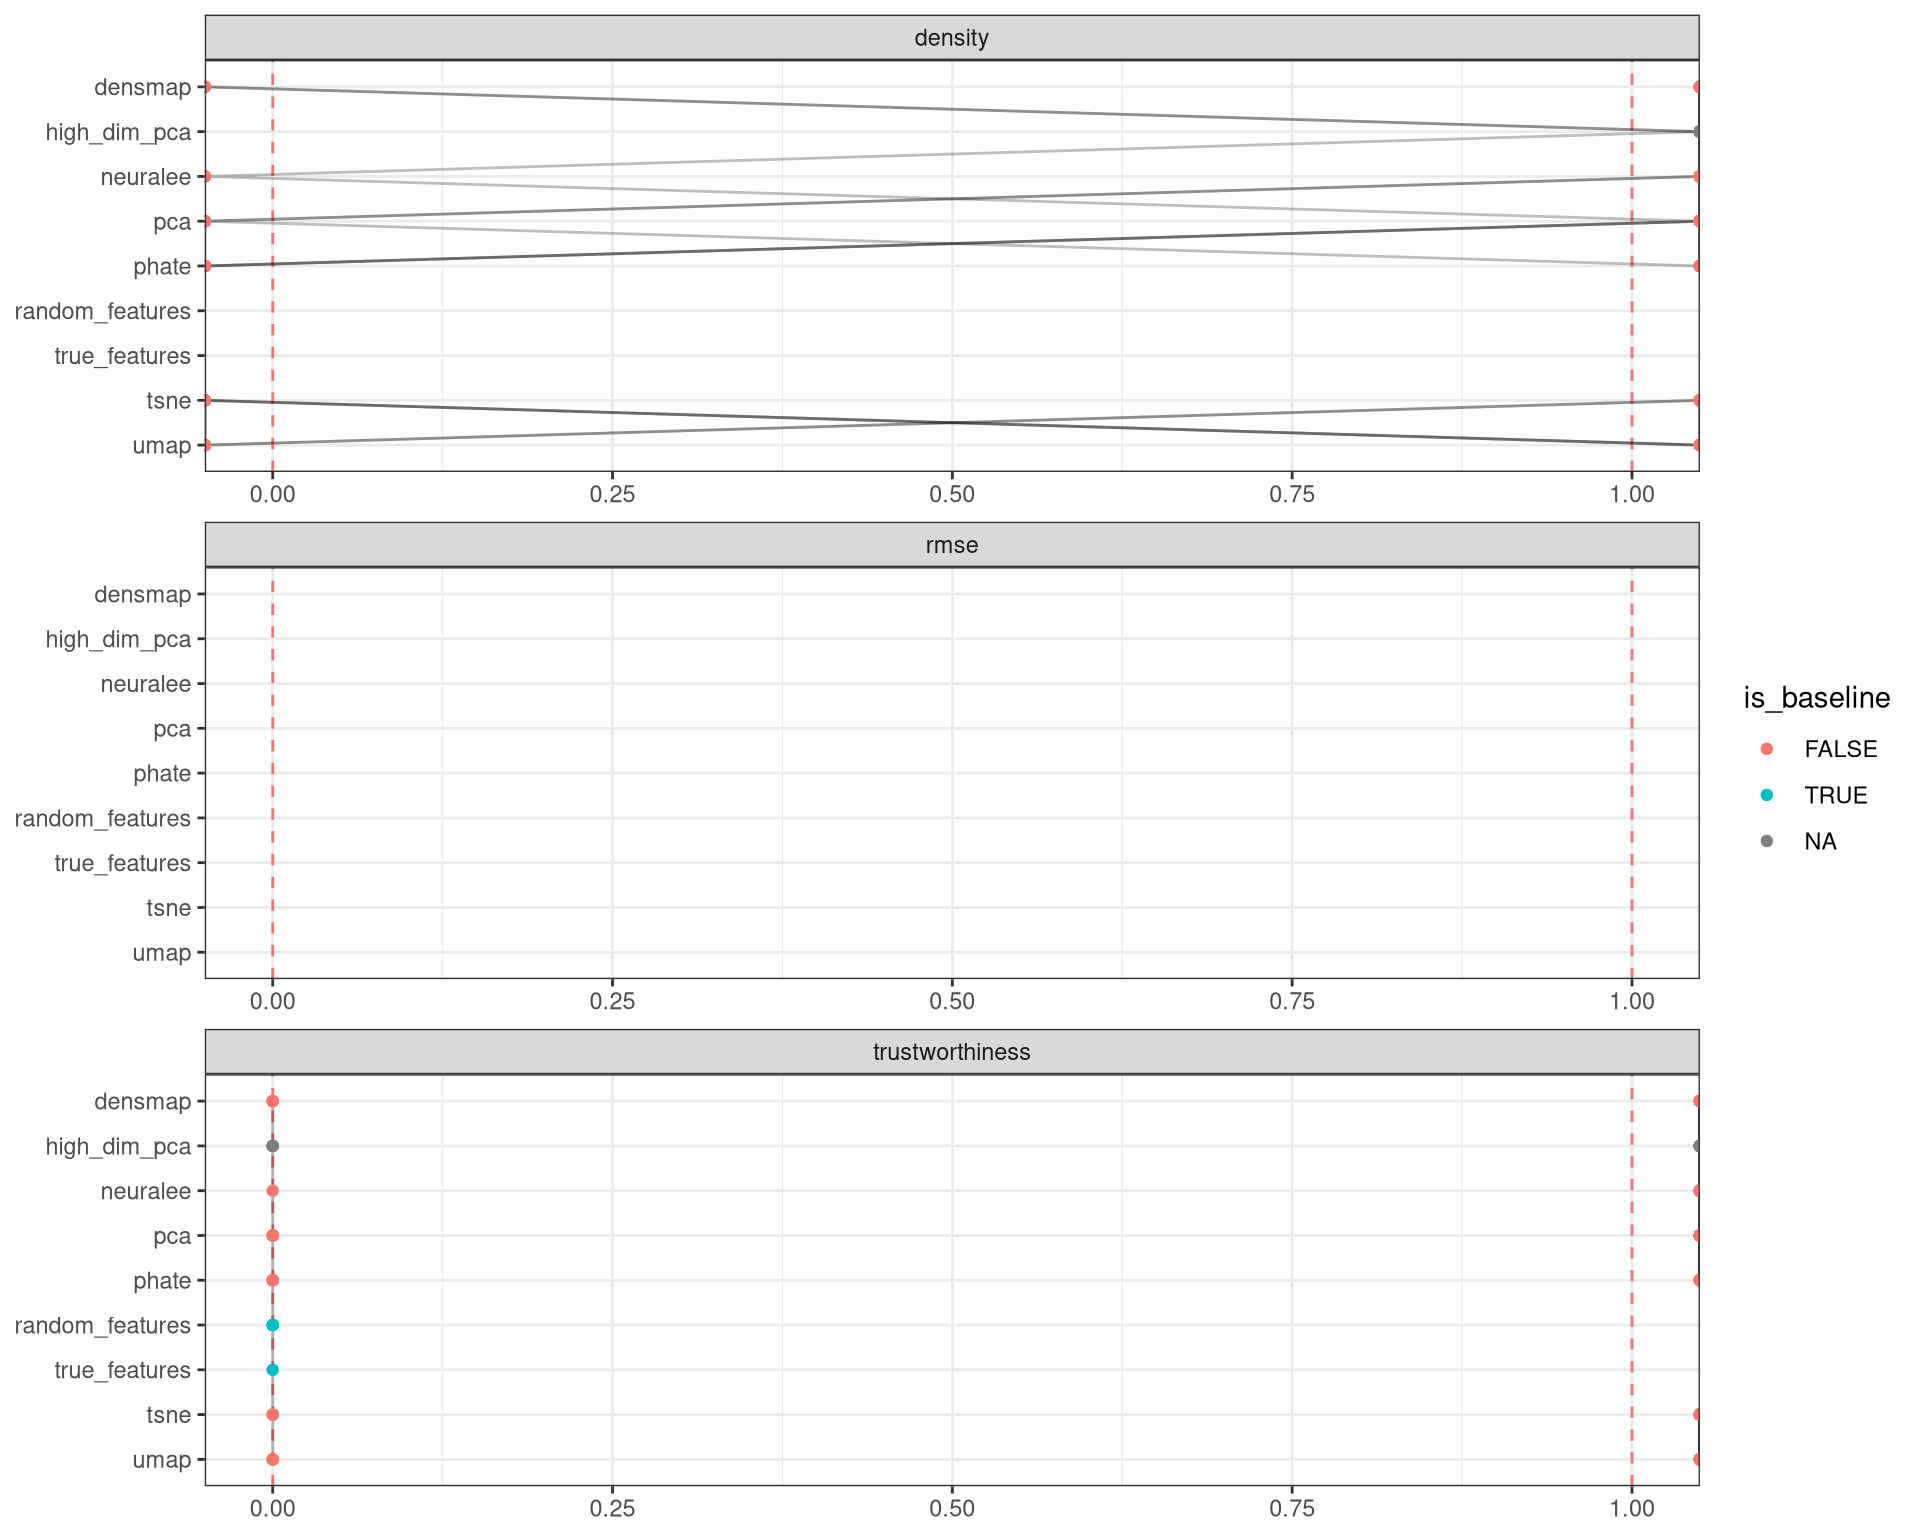 density
densmap
high_dim_pca
neuralee
pca
phate
random_features
true_features
tsne
umap
0.00 0.25 0.50 0.75 1.00
rmse
densmap
high_dim_pca
neuralee
pca
phate
random_features
true_features
tsne
umap
0.00 0.25 0.50 0.75 1.00
trustworthiness
densmap
high_dim_pca
neuralee
pca
phate
random_features
true_features
tsne
umap
0.00 0.25 0.50 0.75 1.00
is_baseline
FALSE
TRUE
NA